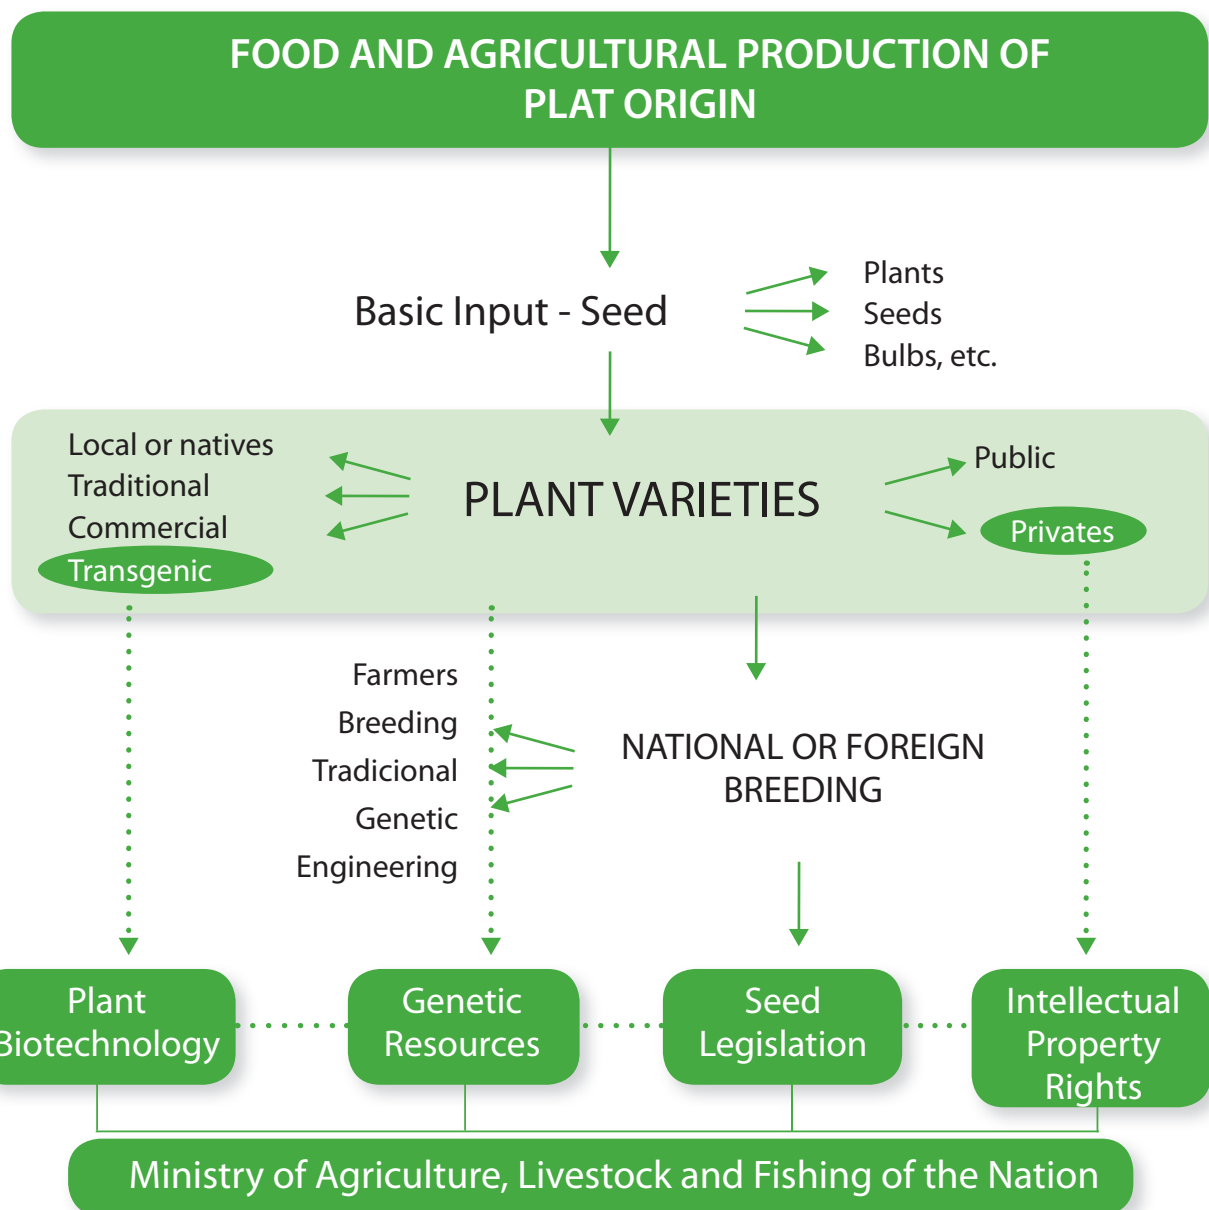 FOOD AND AGRICULTURAL PRODUCTION OF
PLAT ORIGIN
Basic Input - Seed
Plants
Seeds
Bulbs, etc.
Local or natives
Traditional
Commercial
Transgenic
PLANT VARIETIES
Public
Privates
Farmers
Breeding
Tradicional
Genetic
Engineering
NATIONAL OR FOREIGN
BREEDING
Plant
Biotechnology
Genetic
Resources
Seed
Legislation
Intellectual
Property
Rights
Ministry of Agriculture, Livestock and Fishing of the Nation